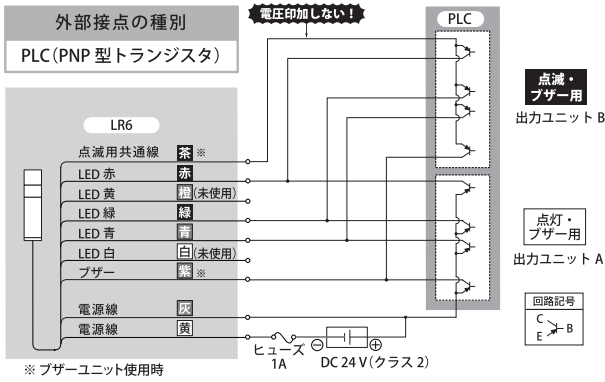 外部接点の種別
PLC(PNP 型トランジスタ)
電圧印加しない!
PLC
LR6
点滅用共通線 茶 ※
LED 赤 赤
LED 黄 橙 (未使用)
LED 緑 緑
LED 青 青
LED 白 白 (未使用)
ブザー 紫 ※
電源線 灰
電源線 黄
ヒューズ
1A
DC 24 V(クラス 2)
※ ブザーユニット使用時
点滅・
ブザー用
出力ユニット B
点灯・
ブザー用
出力ユニット A
回路記号
C
B
E